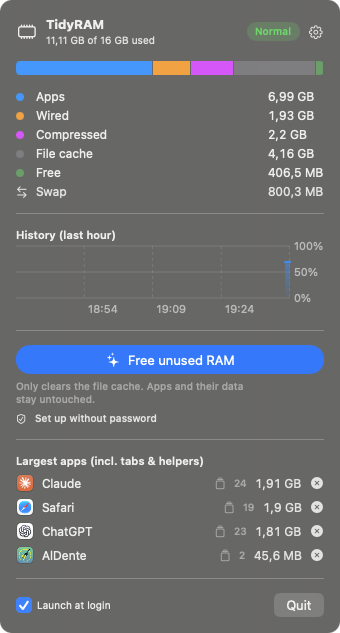 TidyRAM
11,11 GB of 16 GB used
Normal
Apps 6,99 GB
Wired 1,93 GB
Compressed 2,2 GB
File cache 4,16 GB
Free 406,5 MB
Swap 800,3 MB
History (last hour)
100%
50%
0%
18:54 19:09 19:24
Free unused RAM
Only clears the file cache. Apps and their data
stay untouched.
Set up without password
Largest apps (incl. tabs & helpers)
Claude 24 1,91 GB
Safari 19 1,9 GB
ChatGPT 23 1,81 GB
AlDente 2 45,6 MB
Launch at login
Quit